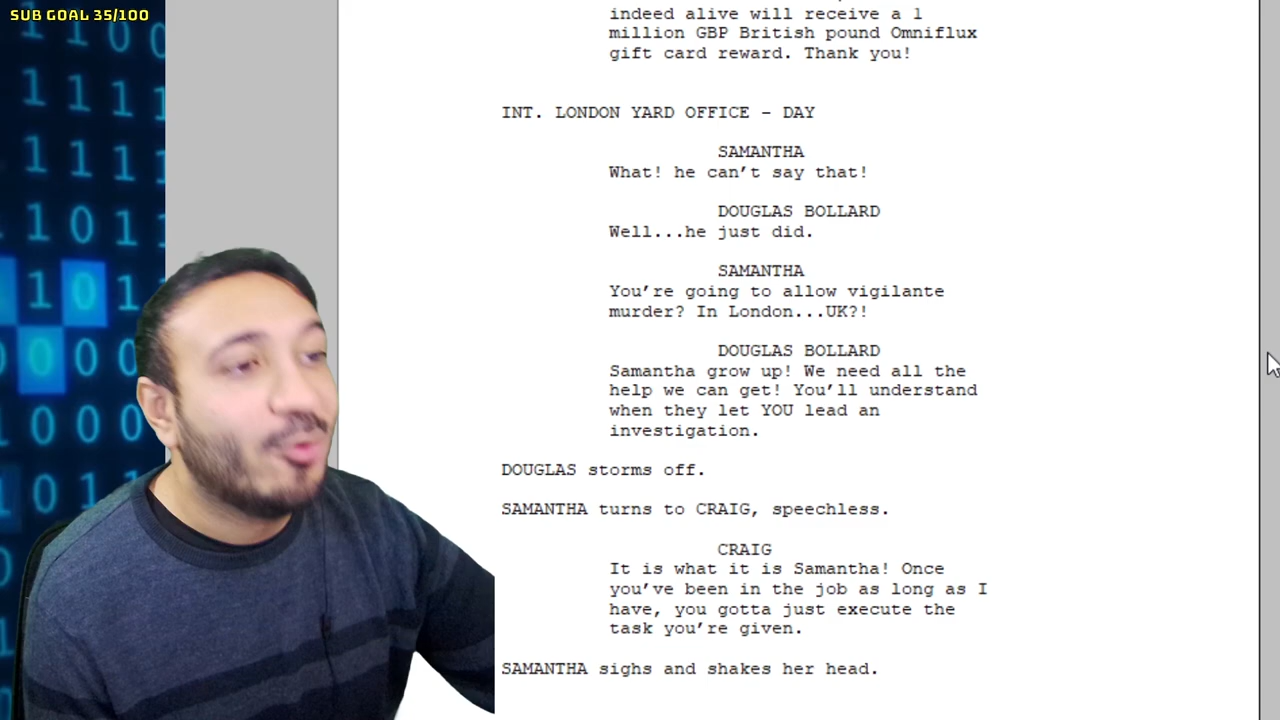 SUB GOAL 35/100
indeed alive will receive a 1
million GBP British pound Omniflux
gift card reward. Thank you!
INT. LONDON YARD OFFICE - DAY
SAMANTHA
What! he can't say that!
DOUGLAS BOLLARD
Well...he just did.
SAMANTHA
You're going to allow vigilante
murder? In London...UK?!
DOUGLAS BOLLARD
Samantha grow up! We need all the
help we can get! You'll understand
when they let YOU lead an
investigation.
DOUGLAS storms off.
SAMANTHA turns to CRAIG, speechless.
CRAIG
It is what it is Samantha! Once
you've been in the job as long as I
have, you gotta just execute the
task you're given.
SAMANTHA sighs and shakes her head.